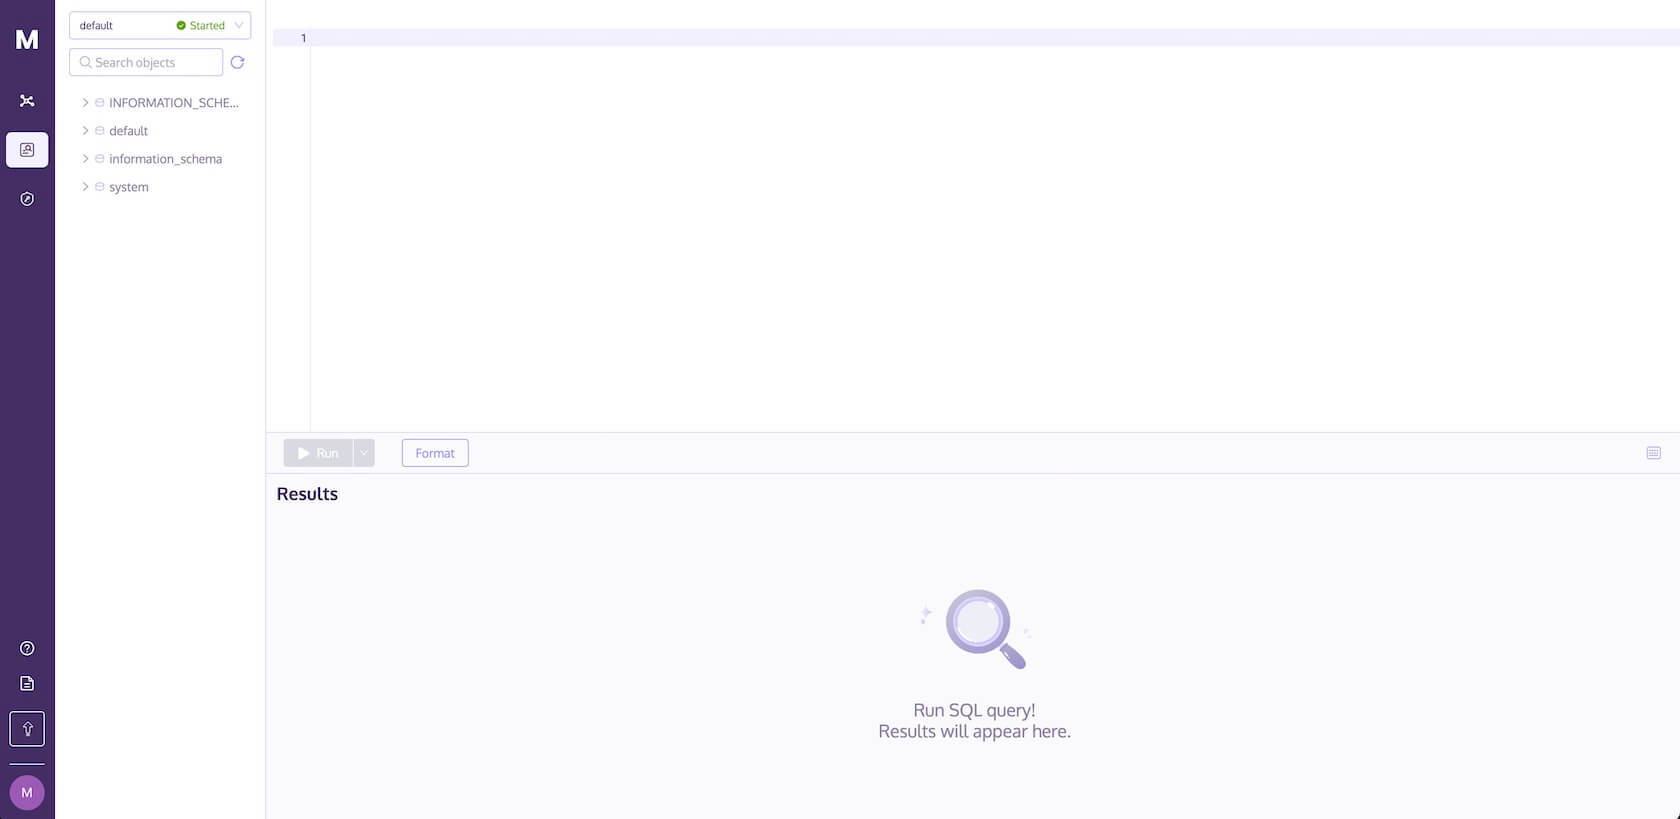 M
default
Started
Search objects
INFORMATION_SCHE...
default
information_schema
system
1
Run
Format
Results
Run SQL query!
Results will appear here.
M